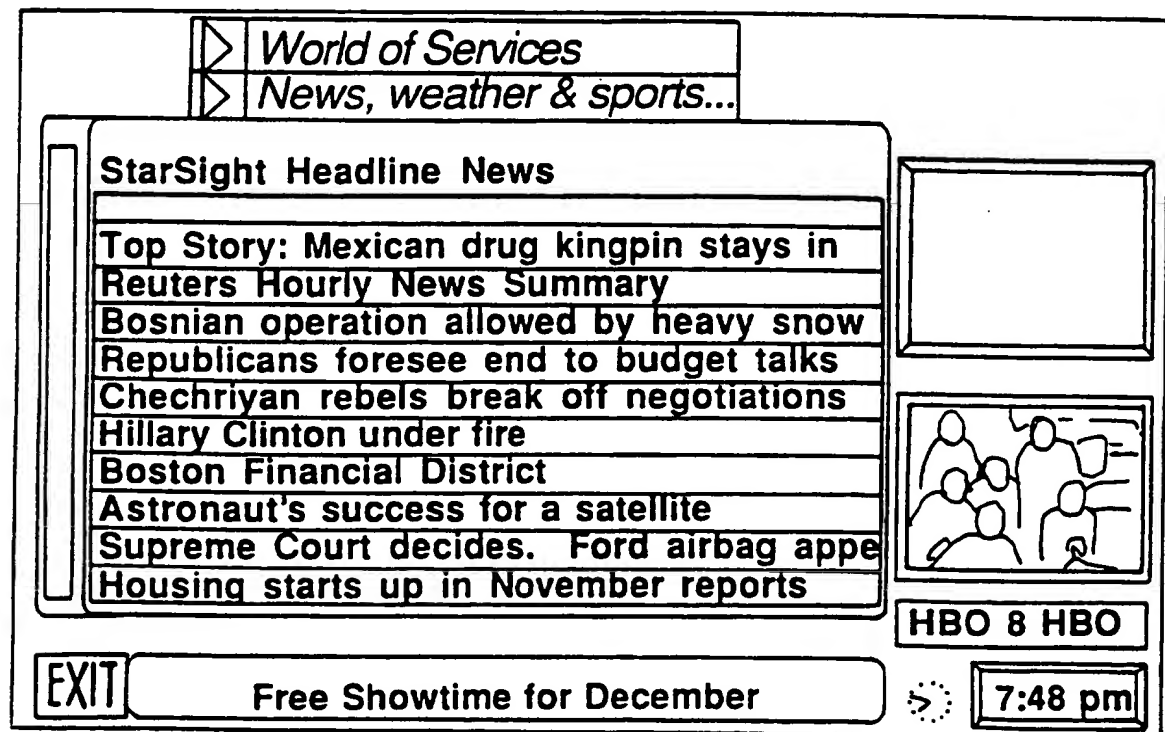 World of Services
News, weather & sports...
StarSight Headline News
Top Story: Mexican drug kingpin stays in
Reuters Hourly News Summary
Bosnian operation allowed by heavy snow
Republicans foresee end to budget talks
Chechriyan rebels break off negotiations
Hillary Clinton under fire
Boston Financial District
Astronaut's success for a satellite
Supreme Court decides. Ford airbag appe
Housing starts up in November reports
HBO 8 HBO
EXIT
Free Showtime for December
7:48 pm